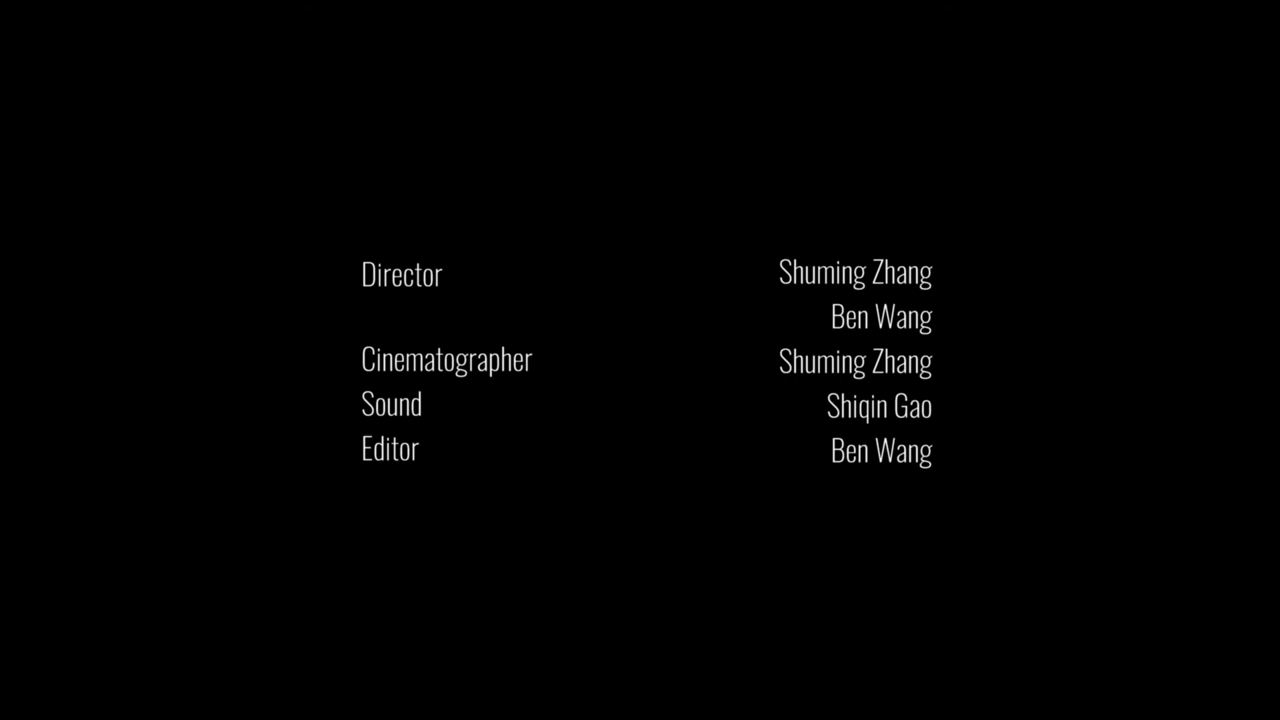 Director Shuming Zhang
Ben Wang
Cinematographer Shuming Zhang
Sound Shiqin Gao
Editor Ben Wang